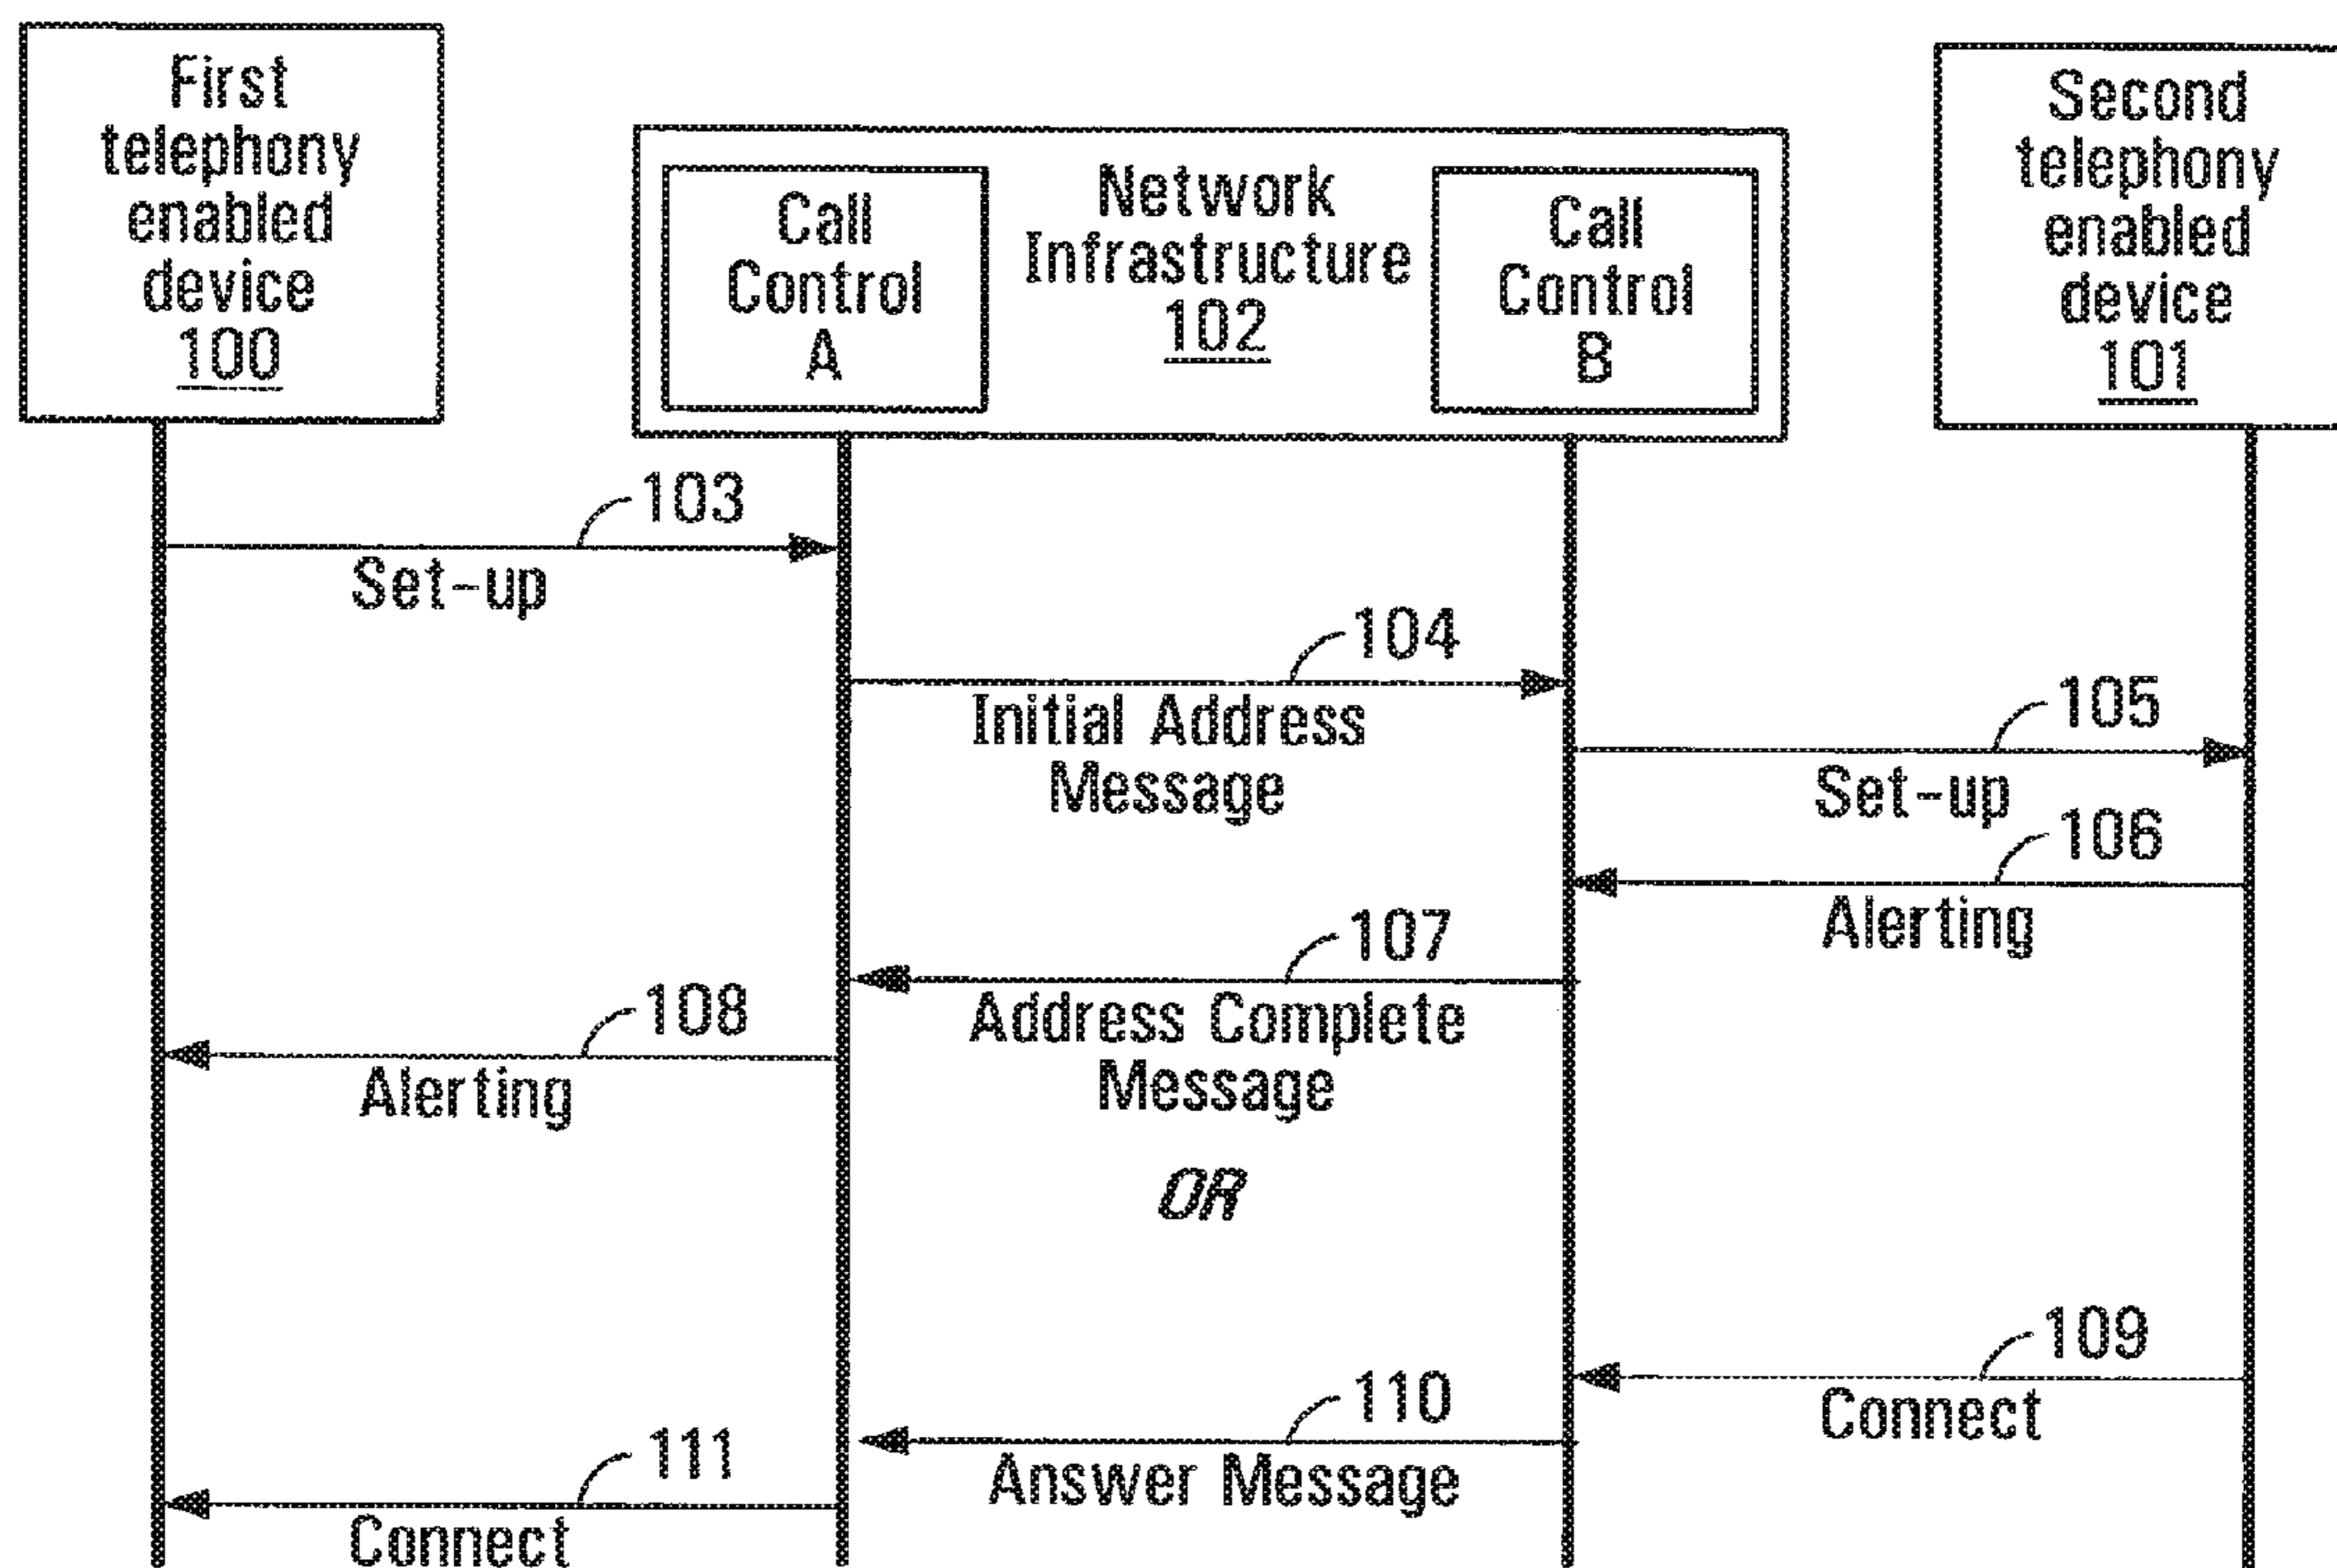 First
telephony
enabled
device
100
Call
Control
A
Network
Infrastructure
102
Call
Control
B
Second
telephony
enabled
device
101
103
Set-up
104
Initial Address
Message
105
Set-up
106
Alerting
107
Address Complete
Message
108
Alerting
OR
109
Connect
110
Answer Message
111
Connect